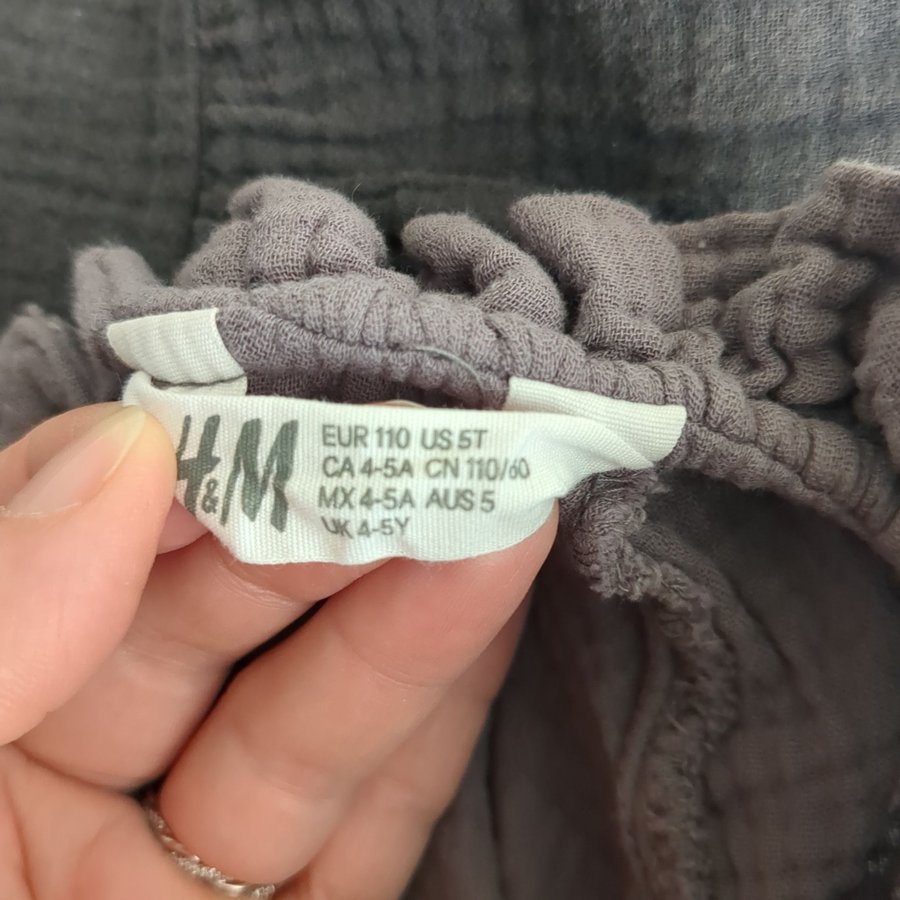 H&M
EUR 110 US 5T
CA 4-5A CN 110/60
MX 4-5A AUS 5
UK 4-5Y